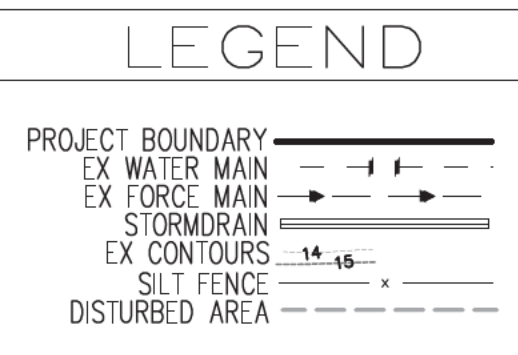 LEGEND
PROJECT BOUNDARY
EX WATER MAIN
EX FORCE MAIN
STORMDRAIN
EX CONTOURS 14 15
SILT FENCE x
DISTURBED AREA